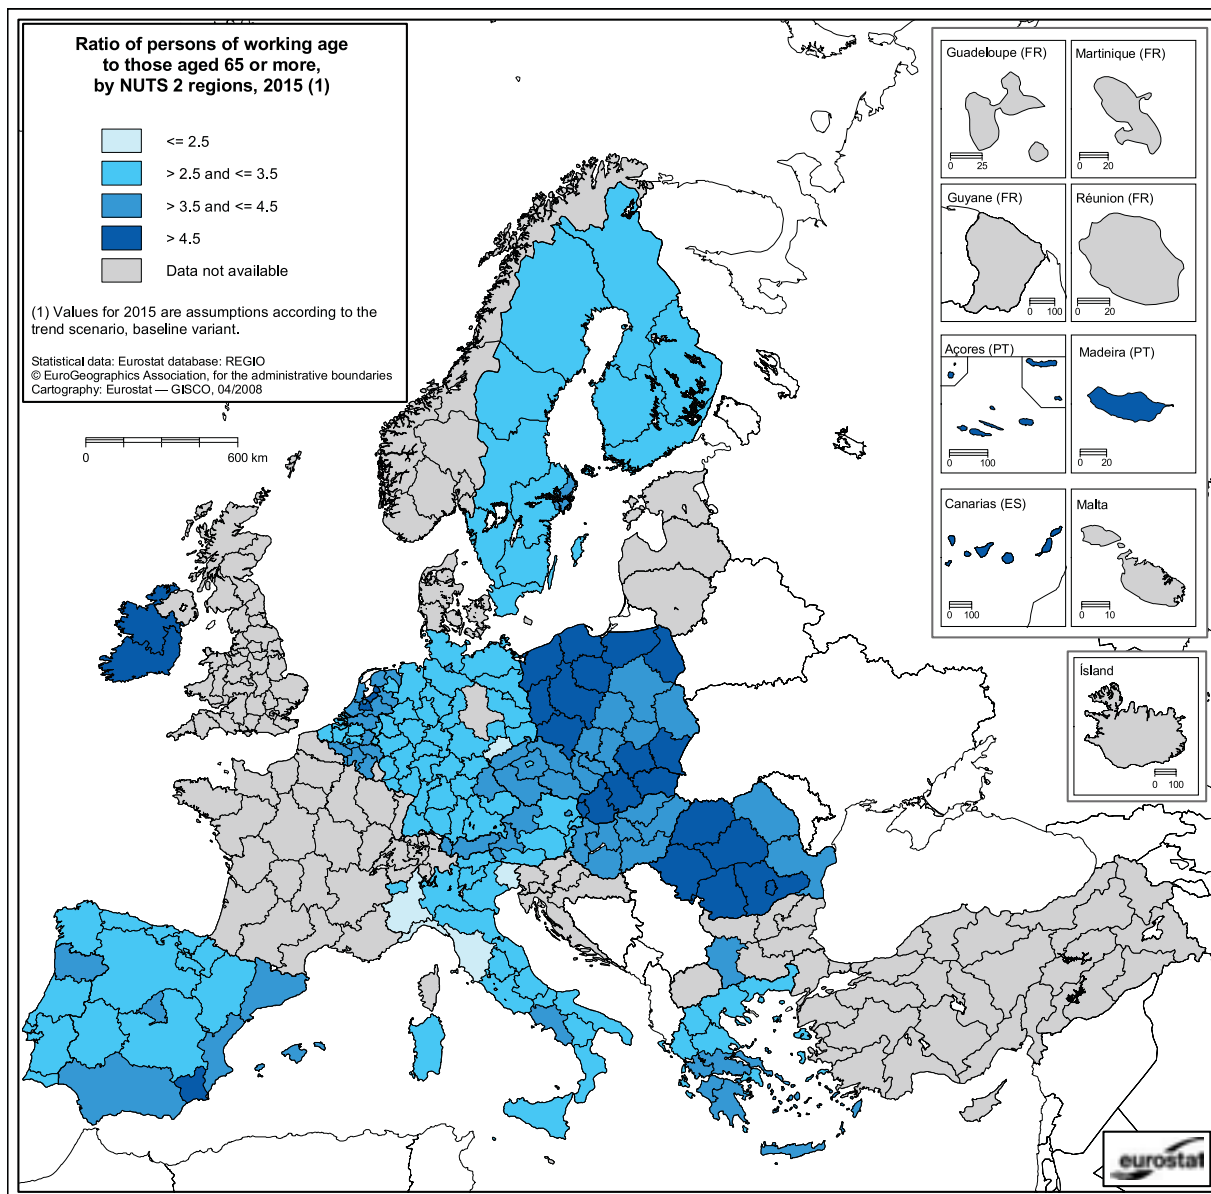 Ratio of persons of working age
to those aged 65 or more,
by NUTS 2 regions, 2015 (1)
<= 2.5
> 2.5 and <= 3.5
> 3.5 and <= 4.5
> 4.5
Data not available
(1) Values for 2015 are assumptions according to the
trend scenario, baseline variant.
Statistical data: Eurostat database: REGIO
© EuroGeographics Association, for the administrative boundaries
Cartography: Eurostat — GISCO, 04/2008
0 600 km
Guadeloupe (FR)
0 25
Martinique (FR)
0 20
Guyane (FR)
0 100
Réunion (FR)
0 20
Açores (PT)
0 100
Madeira (PT)
0 20
Canarias (ES)
0 100
Malta
0 10
Ísland
0 100
eurostat